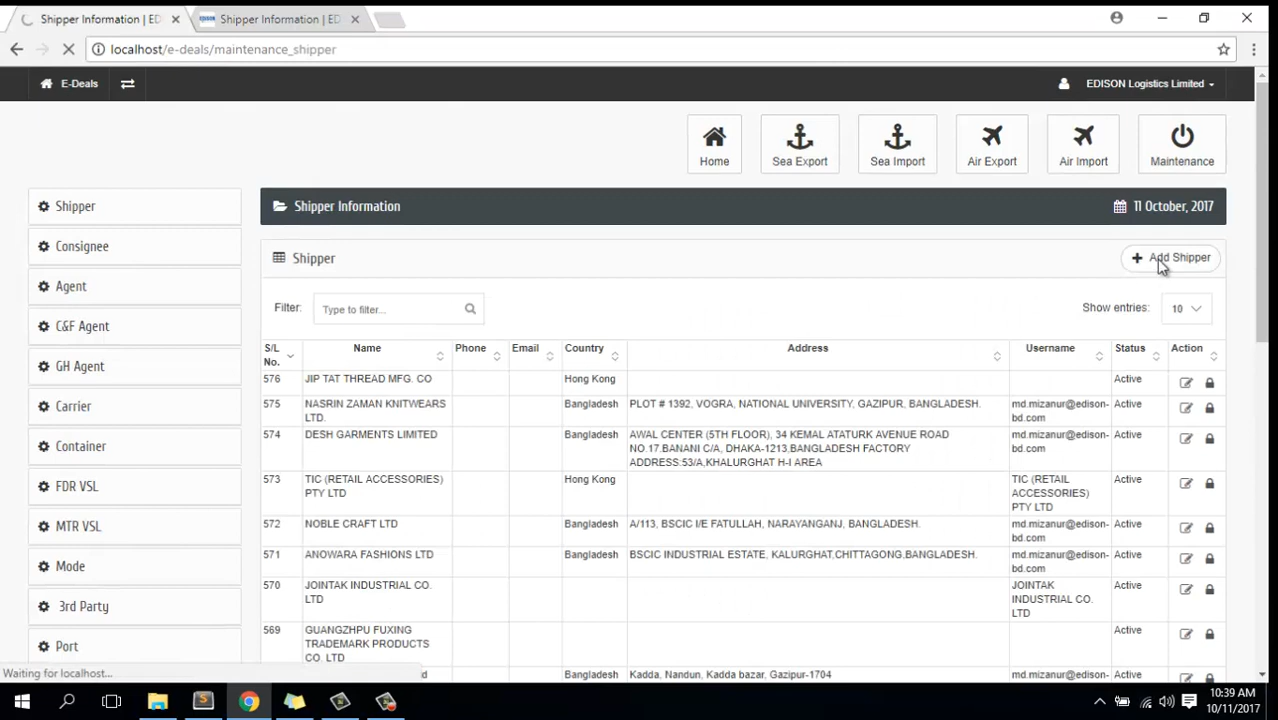 Shipper Information | ED
Shipper Information | ED
localhost/e-deals/maintenance_shipper
E-Deals
EDISON Logistics Limited
Home
Sea Export
Sea Import
Air Export
Air Import
Maintenance
Shipper
Consignee
Agent
C&F Agent
GH Agent
Carrier
Container
FDR VSL
MTR VSL
Mode
3rd Party
Port
Shipper Information
11 October, 2017
Shipper
Add Shipper
Filter:
Type to filter...
Show entries:
10
S/L No. Name Phone Email Country Address Username Status Action
576 JIP TAT THREAD MFG. CO Hong Kong Active
575 NASRIN ZAMAN KNITWEARS Bangladesh PLOT # 1392, VOGRA, NATIONAL UNIVERSITY, GAZIPUR, BANGLADESH. md.mizanur@edison- Active
LTD. bd.com
574 DESH GARMENTS LIMITED Bangladesh AWAL CENTER (5TH FLOOR), 34 KEMAL ATATURK AVENUE ROAD md.mizanur@edison- Active
NO.17.BANANI C/A, DHAKA-1213,BANGLADESH FACTORY bd.com
ADDRESS:53/A,KHALURGHAT H-I AREA
573 TIC (RETAIL ACCESSORIES) Hong Kong TIC (RETAIL Active
PTY LTD ACCESSORIES)
PTY LTD
572 NOBLE CRAFT LTD Bangladesh A/113, BSCIC I/E FATULLAH, NARAYANGANJ, BANGLADESH. md.mizanur@edison- Active
bd.com
571 ANOWARA FASHIONS LTD Bangladesh BSCIC INDUSTRIAL ESTATE, KALURGHAT,CHITTAGONG,BANGLADESH. md.mizanur@edison- Active
bd.com
570 JOINTAK INDUSTRIAL CO. JOINTAK Active
LTD INDUSTRIAL CO.
LTD
569 GUANGZHPU FUXING Active
TRADEMARK PRODUCTS
CO. LTD
Bangladesh Kadda, Nandun, Kadda bazar, Gazipur-1704 md.mizanur@edison- Active
Waiting for localhost...
10:39 AM
10/11/2017